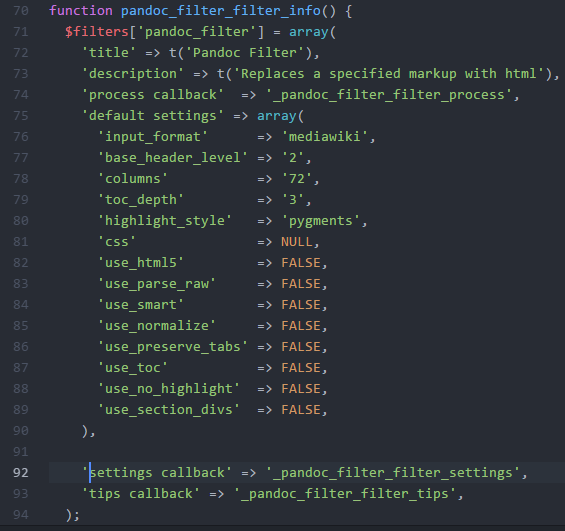 70 function pandoc_filter_filter_info() {
71   $filters['pandoc_filter'] = array(
72     'title' => t('Pandoc Filter'),
73     'description' => t('Replaces a specified markup with html'),
74     'process callback'  => '_pandoc_filter_filter_process',
75     'default settings' => array(
76       'input_format'      => 'mediawiki',
77       'base_header_level' => '2',
78       'columns'           => '72',
79       'toc_depth'         => '3',
80       'highlight_style'   => 'pygments',
81       'css'               => NULL,
82       'use_html5'         => FALSE,
83       'use_parse_raw'     => FALSE,
84       'use_smart'         => FALSE,
85       'use_normalize'     => FALSE,
86       'use_preserve_tabs' => FALSE,
87       'use_toc'           => FALSE,
88       'use_no_highlight'  => FALSE,
89       'use_section_divs'  => FALSE,
90     ),
91
92     'settings callback' => '_pandoc_filter_filter_settings',
93     'tips callback' => '_pandoc_filter_filter_tips',
94   );